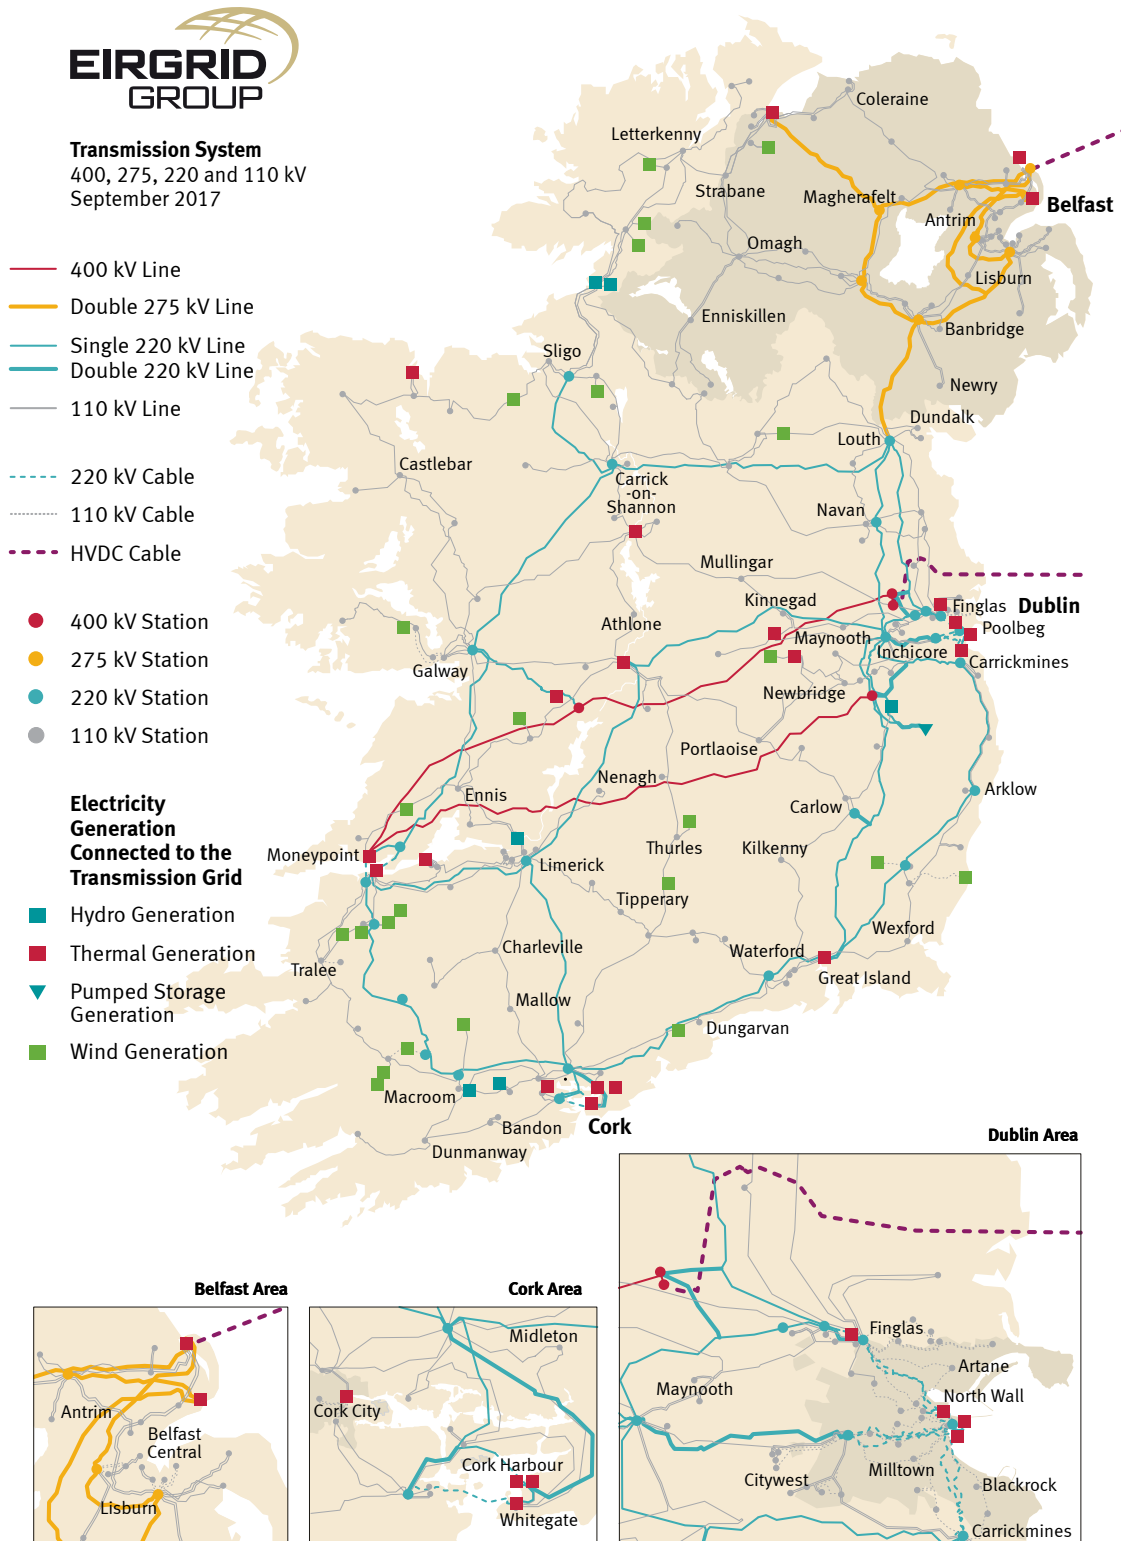 EIRGRID
GROUP
Transmission System
400, 275, 220 and 110 kV
September 2017
400 kV Line
Double 275 kV Line
Single 220 kV Line
Double 220 kV Line
110 kV Line
220 kV Cable
110 kV Cable
HVDC Cable
400 kV Station
275 kV Station
220 kV Station
110 kV Station
Electricity
Generation
Connected to the
Transmission Grid
Hydro Generation
Thermal Generation
Pumped Storage
Generation
Wind Generation
Coleraine
Letterkenny
Strabane
Magherafelt
Belfast
Antrim
Omagh
Lisburn
Enniskillen
Banbridge
Sligo
Newry
Dundalk
Louth
Castlebar
Carrick
-on-
Shannon
Navan
Mullingar
Kinnegad
Finglas
Dublin
Athlone
Maynooth
Poolbeg
Inchicore
Carrickmines
Galway
Newbridge
Portlaoise
Nenagh
Ennis
Arklow
Carlow
Moneypoint
Limerick
Thurles
Kilkenny
Tipperary
Wexford
Charleville
Waterford
Tralee
Great Island
Mallow
Dungarvan
Macroom
Bandon
Cork
Dunmanway
Dublin Area
Belfast Area
Cork Area
Antrim
Belfast
Central
Lisburn
Midleton
Cork City
Cork Harbour
Whitegate
Finglas
Artane
Maynooth
North Wall
Citywest
Milltown
Blackrock
Carrickmines